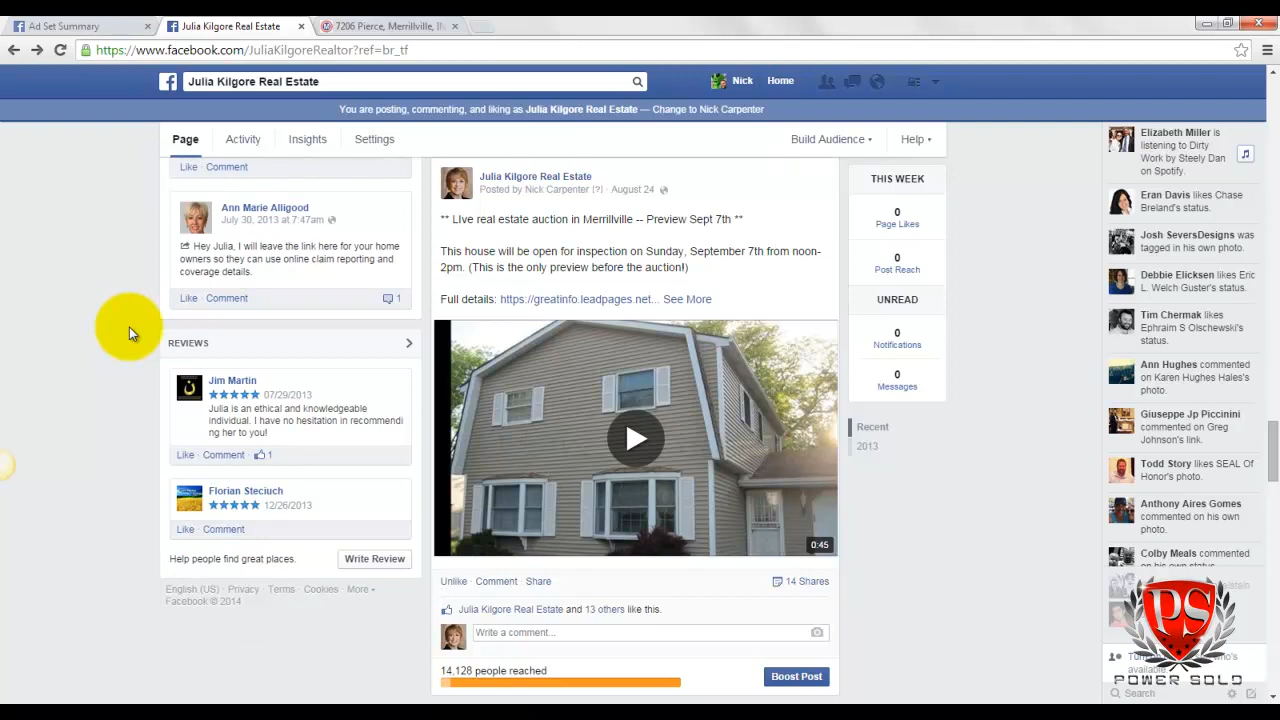 Ad Set Summary
Julia Kilgore Real Estate
7206 Pierce, Merrillville, IN
https://www.facebook.com/JuliaKilgoreRealtor?ref=br_tf
Julia Kilgore Real Estate
Nick
Home
You are posting, commenting, and liking as Julia Kilgore Real Estate — Change to Nick Carpenter
Page
Activity
Insights
Settings
Build Audience
Help
Like · Comment
Ann Marie Alligood
July 30, 2013 at 7:47am
Hey Julia, I will leave the link here for your home
owners so they can use online claim reporting and
coverage details.
Like · Comment
1
REVIEWS
Jim Martin
07/29/2013
Julia is an ethical and knowledgeable
individual. I have no hesitation in recommend
ing her to you!
Like · Comment · 1
Florian Steciuch
12/26/2013
Like · Comment
Help people find great places.
Write Review
English (US) · Privacy · Terms · Cookies · More
Facebook © 2014
Julia Kilgore Real Estate
Posted by Nick Carpenter [?] · August 24
** LIve real estate auction in Merrillville -- Preview Sept 7th **
This house will be open for inspection on Sunday, September 7th from noon-
2pm. (This is the only preview before the auction!)
Full details: https://greatinfo.leadpages.net... See More
0:45
Unlike · Comment · Share
14 Shares
Julia Kilgore Real Estate and 13 others like this.
Write a comment...
14,128 people reached
Boost Post
THIS WEEK
0
Page Likes
0
Post Reach
UNREAD
0
Notifications
0
Messages
Recent
2013
Elizabeth Miller is
listening to Dirty
Work by Steely Dan
on Spotify.
Eran Davis likes Chase
Breland's status.
Josh SeversDesigns was
tagged in his own photo.
Debbie Elicksen likes Eric
L. Welch Guster's status.
Tim Chermak likes
Ephraim S Olschewski's
status.
Ann Hughes commented
on Karen Hughes Hales's
photo.
Giuseppe Jp Piccinini
commented on Greg
Johnson's link.
Todd Story likes SEAL Of
Honor's photo.
Anthony Aires Gomes
commented on his own
photo.
Colby Meals commented
PS
POWER SOLD
Search